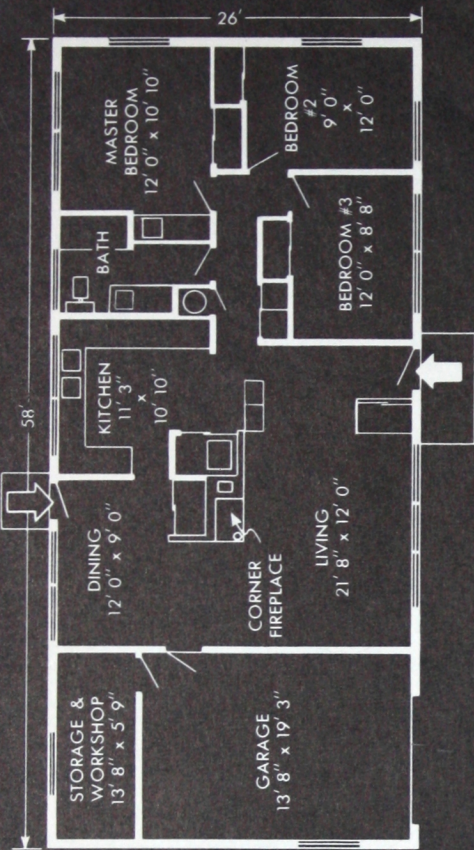 26'
58'
MASTER
BEDROOM
12' 0" x 10' 10"
BEDROOM
#2
9' 0"
x
12' 0"
BATH
BEDROOM #3
12' 0" x 8' 8"
KITCHEN
11' 3"
x
10' 10"
DINING
12' 0" x 9' 0"
LIVING
21' 8" x 12' 0"
CORNER
FIREPLACE
STORAGE &
WORKSHOP
13' 8" x 5' 9"
GARAGE
13' 8" x 19' 3"